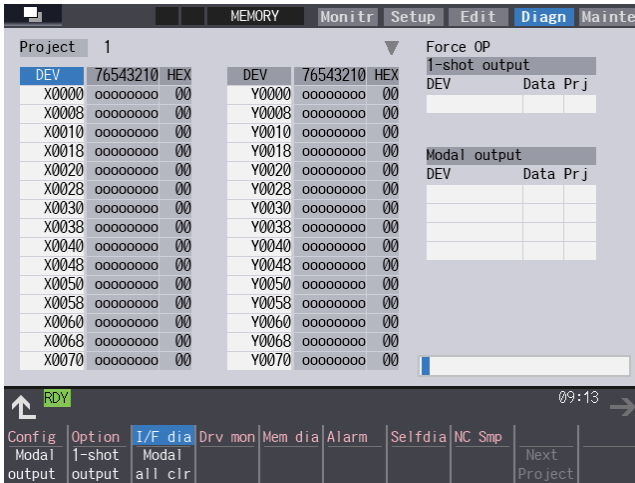 MEMORY Monitr Setup Edit Diagn Mainte
Project 1 Force OP
1-shot output
DEV 76543210 HEX DEV 76543210 HEX DEV Data Prj
X0000 oooooooo 00 Y0000 oooooooo 00
X0008 oooooooo 00 Y0008 oooooooo 00
X0010 oooooooo 00 Y0010 oooooooo 00
X0018 oooooooo 00 Y0018 oooooooo 00 Modal output
X0020 oooooooo 00 Y0020 oooooooo 00 DEV Data Prj
X0028 oooooooo 00 Y0028 oooooooo 00
X0030 oooooooo 00 Y0030 oooooooo 00
X0038 oooooooo 00 Y0038 oooooooo 00
X0040 oooooooo 00 Y0040 oooooooo 00
X0048 oooooooo 00 Y0048 oooooooo 00
X0050 oooooooo 00 Y0050 oooooooo 00
X0058 oooooooo 00 Y0058 oooooooo 00
X0060 oooooooo 00 Y0060 oooooooo 00
X0068 oooooooo 00 Y0068 oooooooo 00
X0070 oooooooo 00 Y0070 oooooooo 00
RDY 09:13
Config Option I/F dia Drv mon Mem dia Alarm Selfdia NC Smp
Modal 1-shot Modal Next
output output all clr Project